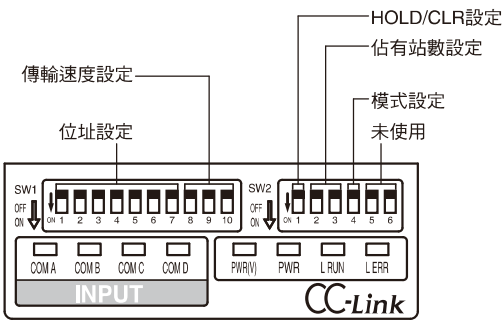 HOLD/CLR設定
佔有站數設定
傳輸速度設定
模式設定
位址設定
未使用
SW1
OFF
ON
ON 1 2 3 4 5 6 7 8 9 10
SW2
OFF
ON
ON 1 2 3 4 5 6
COM A COM B COM C COM D
PWR(V) PWR L RUN L ERR
INPUT
CC-Link